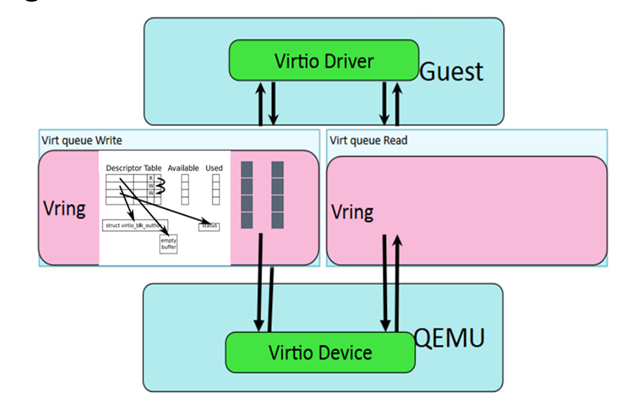 Virtio Driver
Guest
Virt queue Write
Virt queue Read
Descriptor Table Available Used
R
W
W
Vring
Vring
struct virtio_blk_outhdr
status
empty
buffer
QEMU
Virtio Device